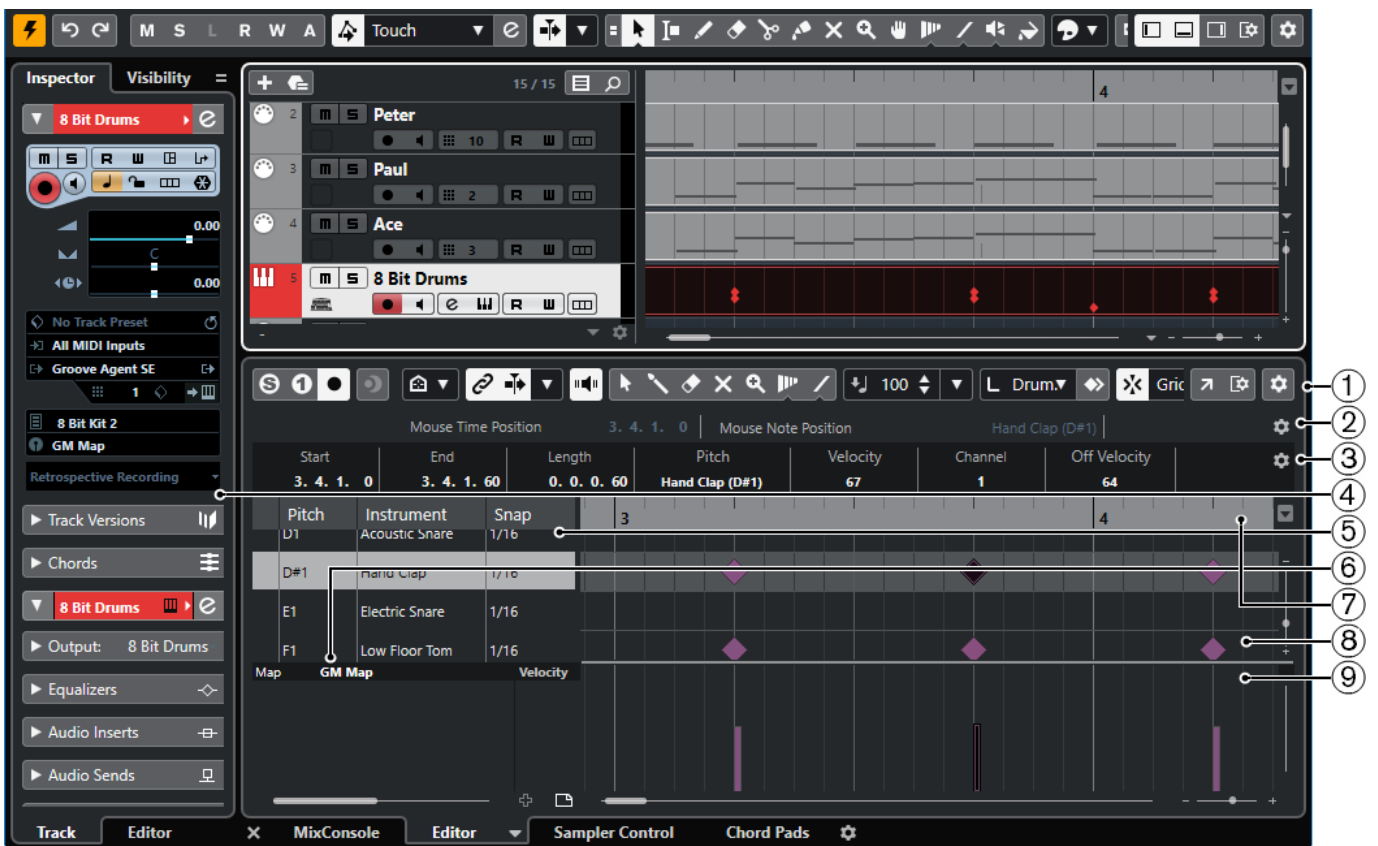 M S L R W A Touch
Inspector Visibility
8 Bit Drums
m S R W
0.00
C
0.00
No Track Preset
All MIDI Inputs
Groove Agent SE
1
8 Bit Kit 2
GM Map
Retrospective Recording
Track Versions
Chords
8 Bit Drums
Output: 8 Bit Drums
Equalizers
Audio Inserts
Audio Sends
Track Editor
15 / 15
4
2 m S Peter
10 R W
3 m S Paul
2 R W
4 m S Ace
3 R W
5 m S 8 Bit Drums
R W
S 1 100 L Drum. Gric
Mouse Time Position 3. 4. 1. 0 Mouse Note Position Hand Clap (D#1)
Start End Length Pitch Velocity Channel Off Velocity
3. 4. 1. 0 3. 4. 1. 60 0. 0. 0. 60 Hand Clap (D#1) 67 1 64
Pitch Instrument Snap 3 4
D1 Acoustic Snare 1/16
D#1 Hand Clap 1/16
E1 Electric Snare 1/16
F1 Low Floor Tom 1/16
Map GM Map Velocity
MixConsole Editor Sampler Control Chord Pads
1
2
3
4
5
6
7
8
9